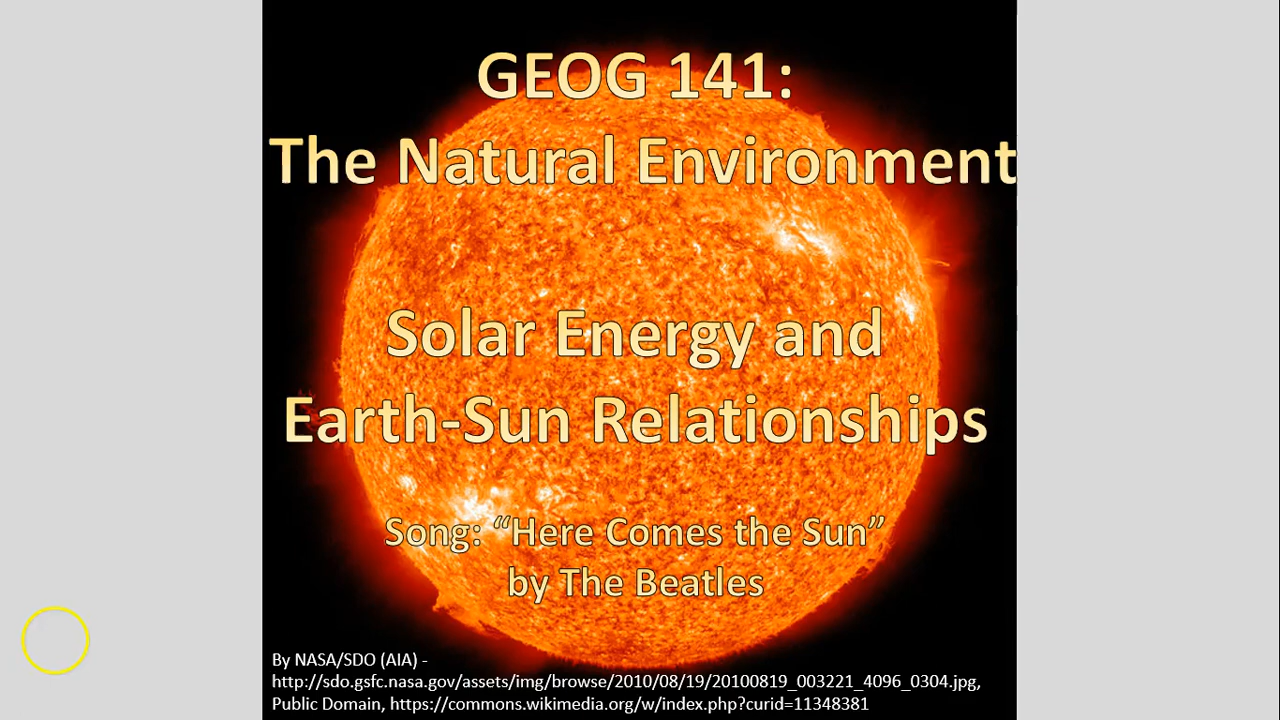 GEOG 141:
The Natural Environment
Solar Energy and
Earth-Sun Relationships
Song: “Here Comes the Sun”
by The Beatles
By NASA/SDO (AIA) -
http://sdo.gsfc.nasa.gov/assets/img/browse/2010/08/19/20100819_003221_4096_0304.jpg,
Public Domain, https://commons.wikimedia.org/w/index.php?curid=11348381